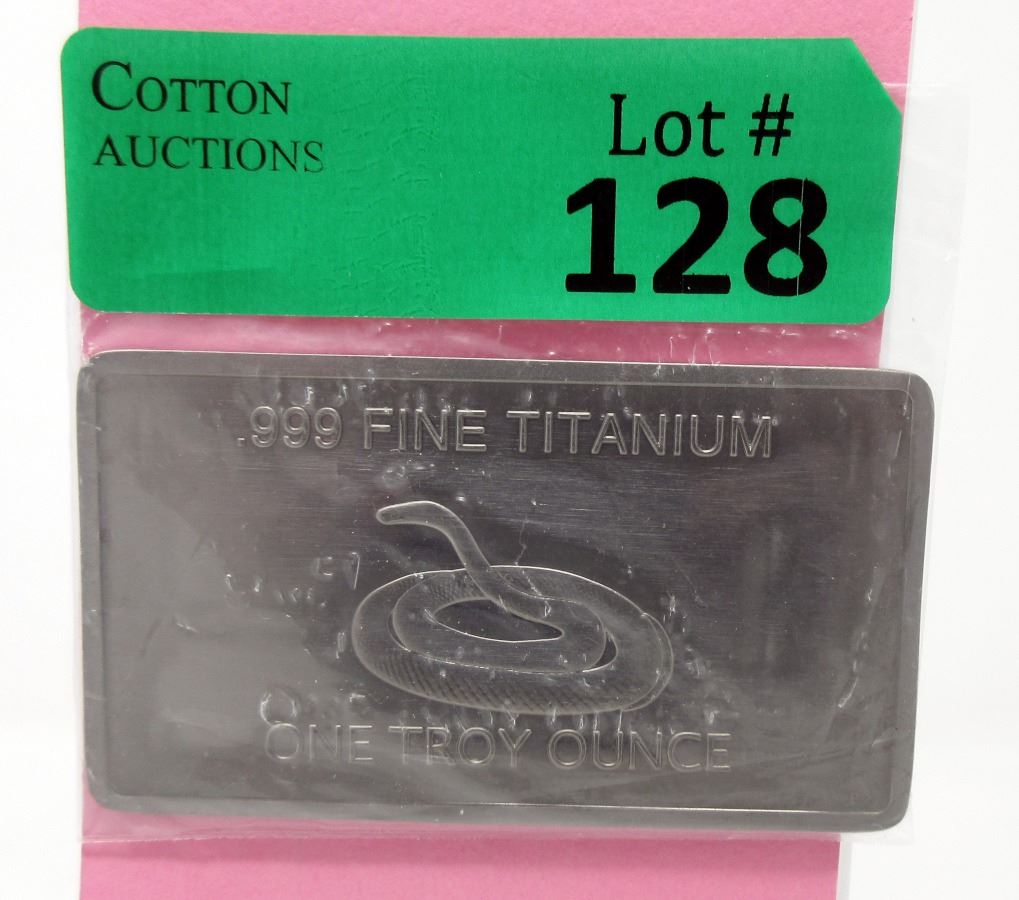 COTTON
AUCTIONS
Lot #
128
.999 FINE TITANIUM
ONE TROY OUNCE